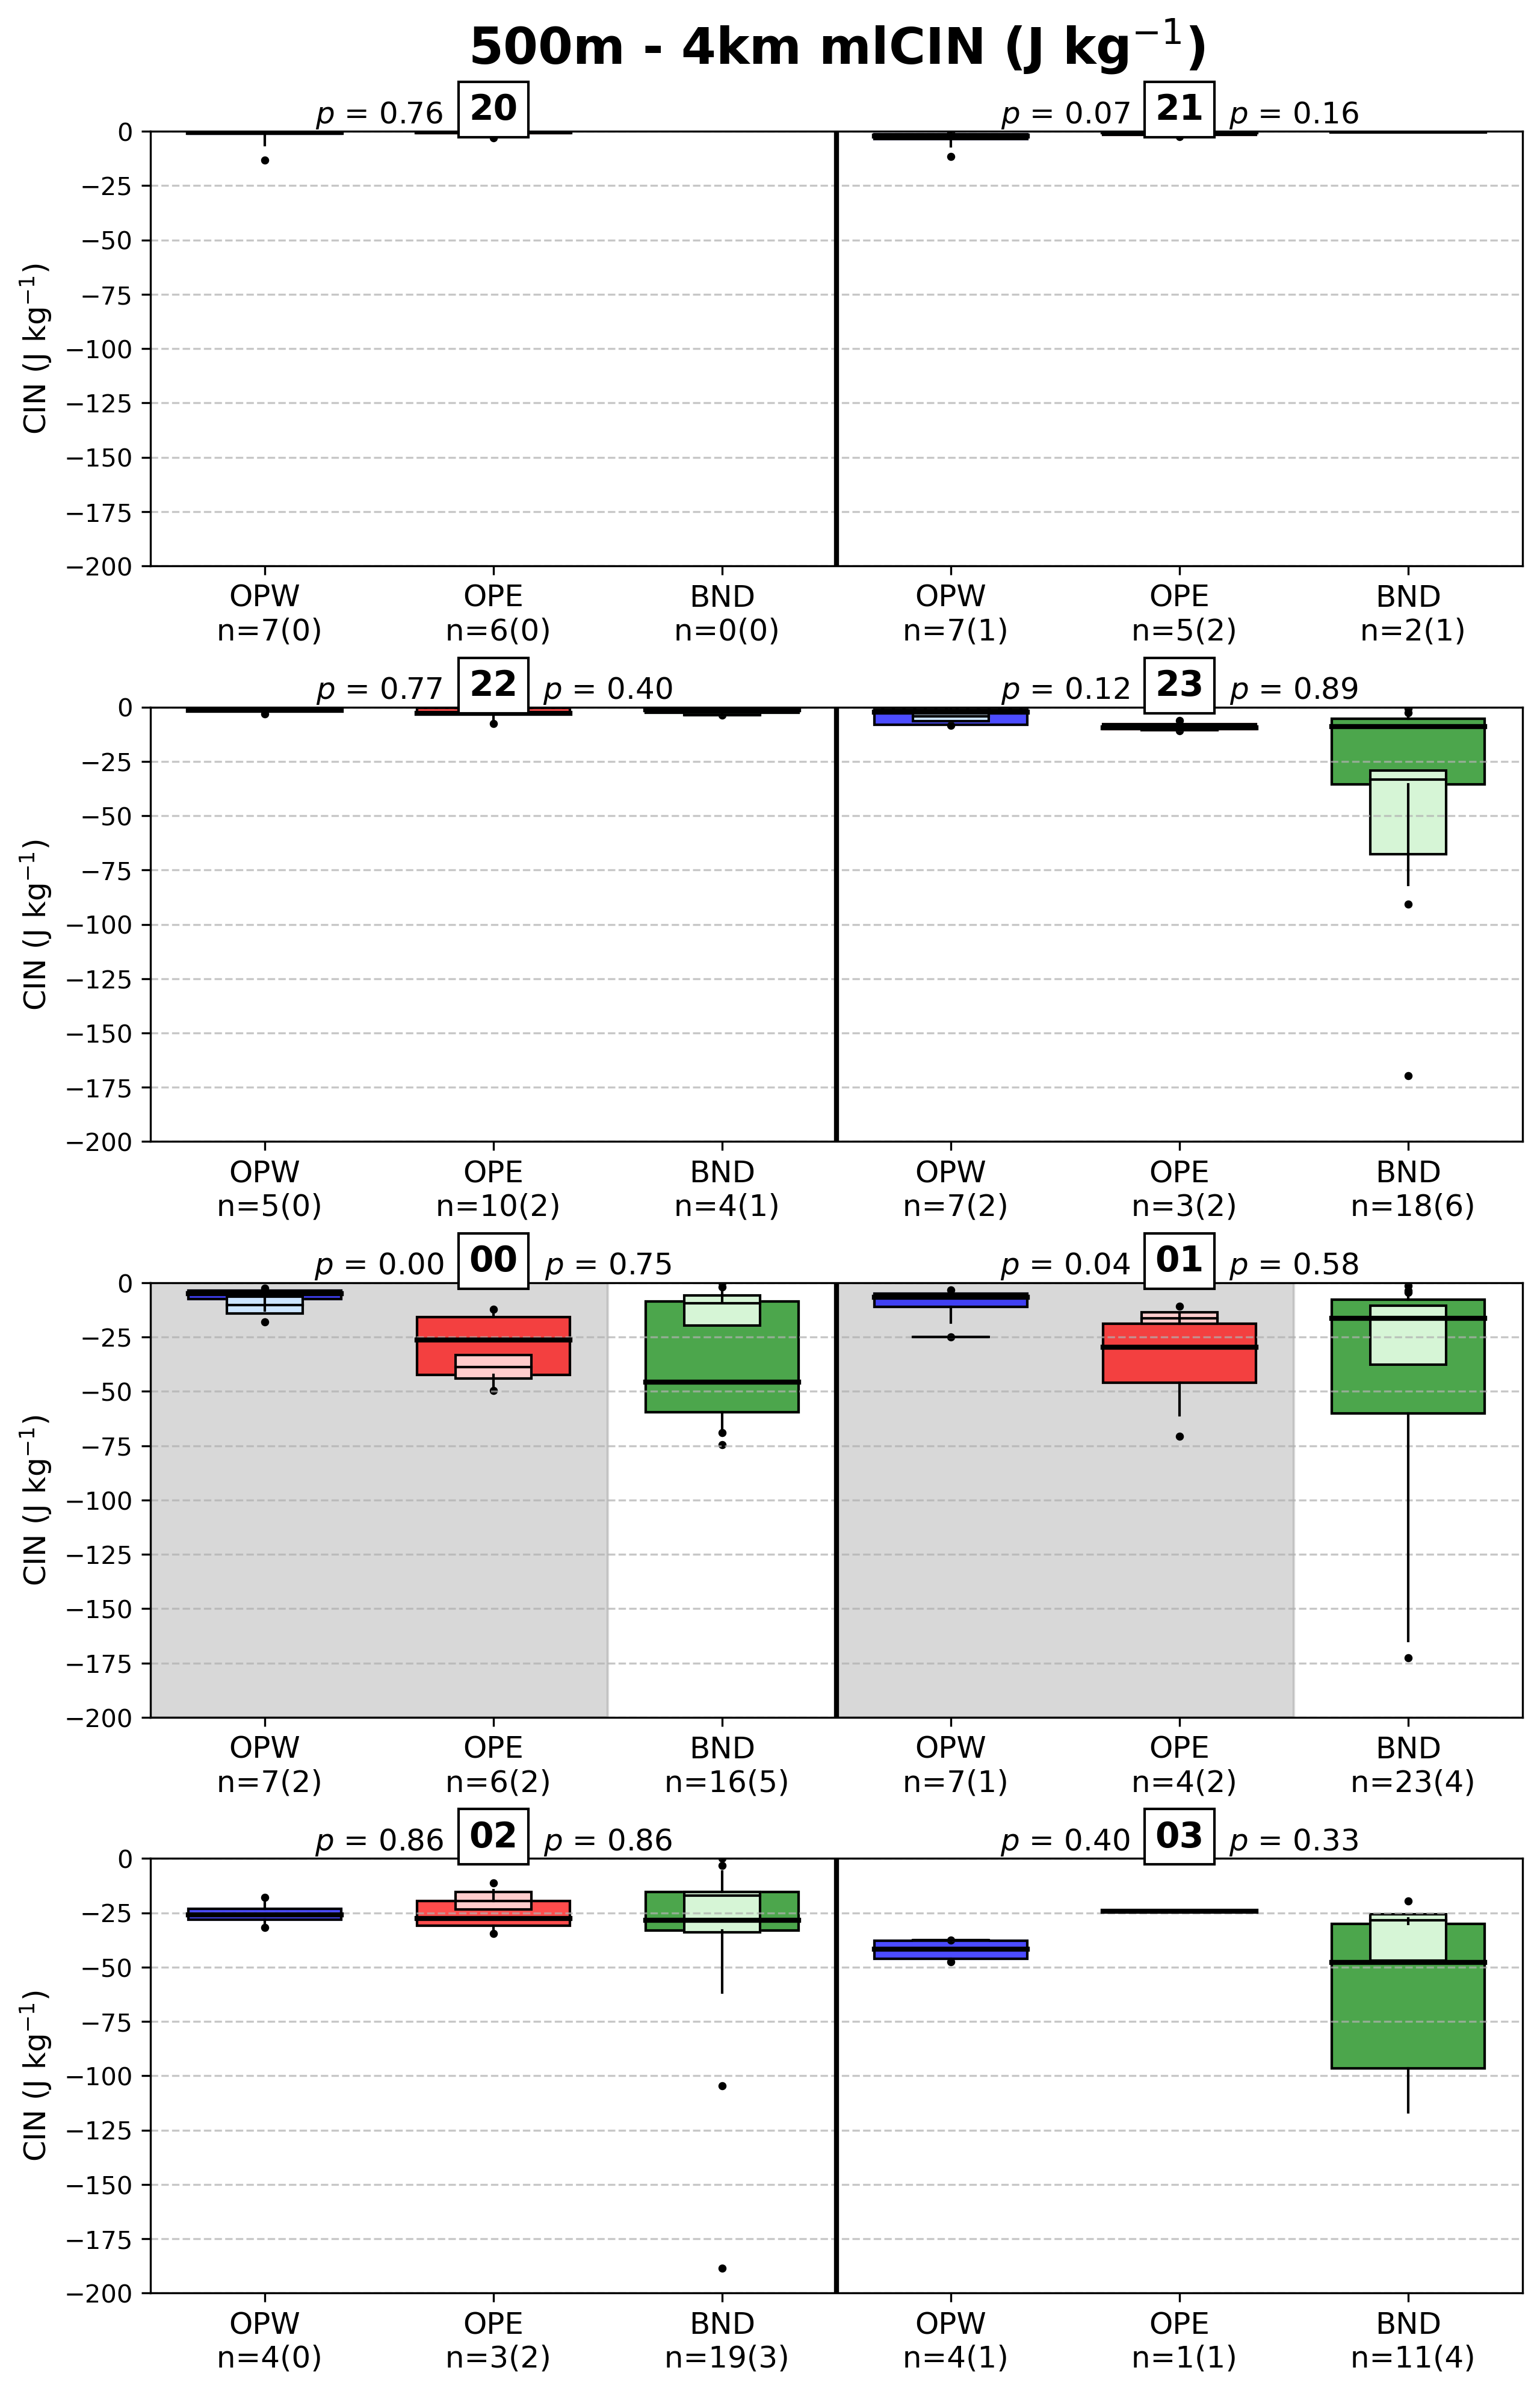 500m - 4km mlCIN (J kg⁻¹)
p = 0.76 20 p = 0.07 21 p = 0.16
CIN (J kg⁻¹)
0
−25
−50
−75
−100
−125
−150
−175
−200
OPW OPE BND OPW OPE BND
n=7(0) n=6(0) n=0(0) n=7(1) n=5(2) n=2(1)
p = 0.77 22 p = 0.40 p = 0.12 23 p = 0.89
CIN (J kg⁻¹)
0
−25
−50
−75
−100
−125
−150
−175
−200
OPW OPE BND OPW OPE BND
n=5(0) n=10(2) n=4(1) n=7(2) n=3(2) n=18(6)
p = 0.00 00 p = 0.75 p = 0.04 01 p = 0.58
CIN (J kg⁻¹)
0
−25
−50
−75
−100
−125
−150
−175
−200
OPW OPE BND OPW OPE BND
n=7(2) n=6(2) n=16(5) n=7(1) n=4(2) n=23(4)
p = 0.86 02 p = 0.86 p = 0.40 03 p = 0.33
CIN (J kg⁻¹)
0
−25
−50
−75
−100
−125
−150
−175
−200
OPW OPE BND OPW OPE BND
n=4(0) n=3(2) n=19(3) n=4(1) n=1(1) n=11(4)